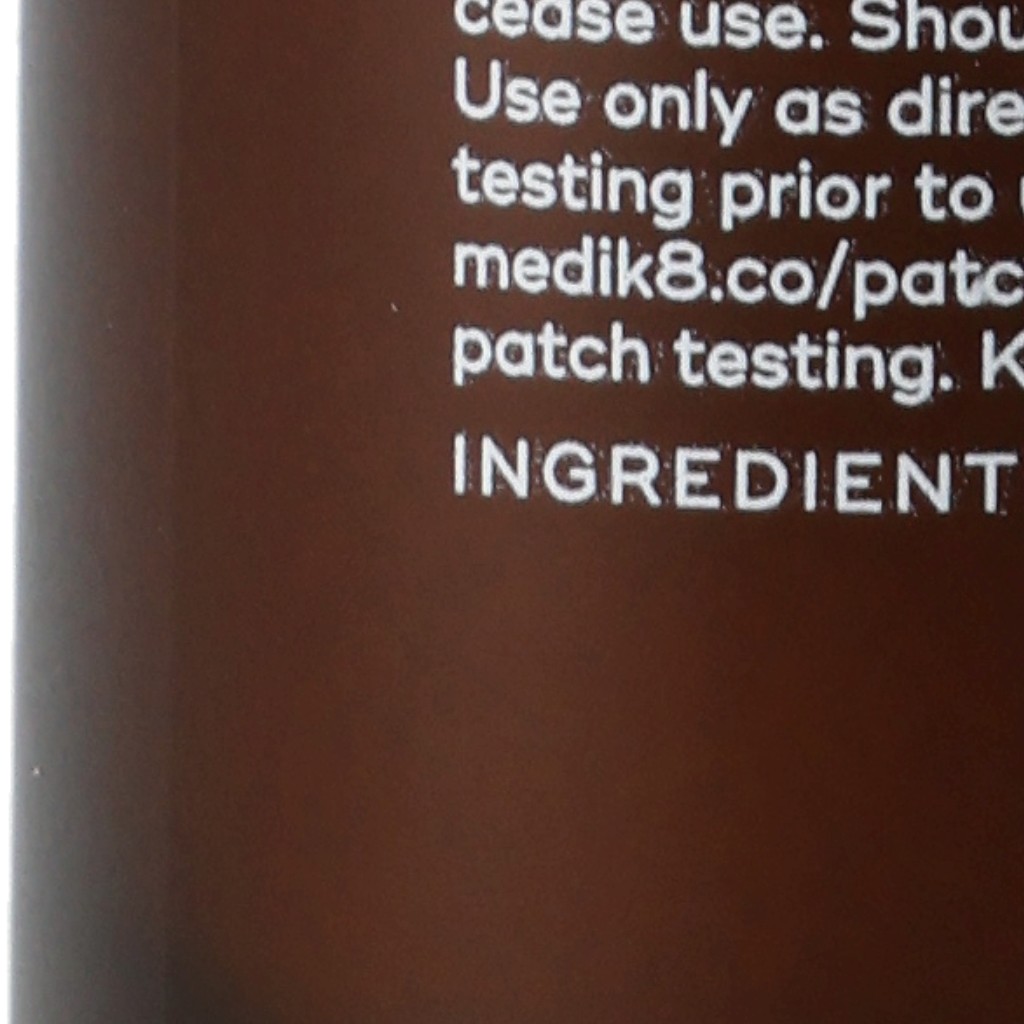 cease use. Shou
Use only as dire
testing prior to
medik8.co/patc
patch testing. K
INGREDIENT